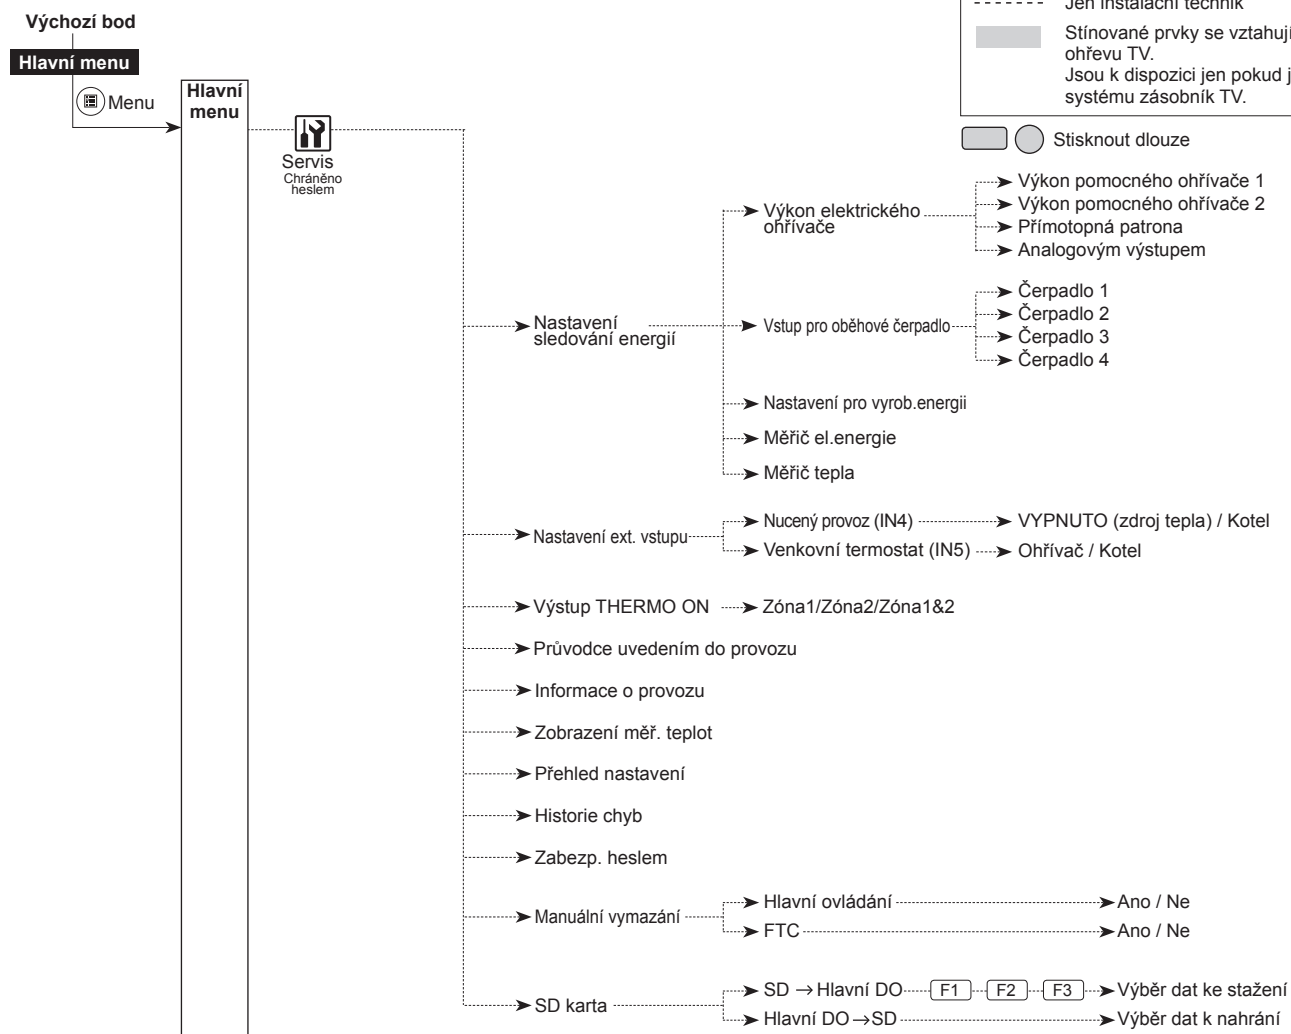 Výchozí bod
Hlavní menu
Menu
Hlavní
menu
Servis
Chráněno
heslem
Jen instalační technik
Stínované prvky se vztahují
ohřevu TV.
Jsou k dispozici jen pokud j
systému zásobník TV.
Stisknout dlouze
Nastavení
sledování energií
Výkon elektrického
ohřívače
Výkon pomocného ohřívače 1
Výkon pomocného ohřívače 2
Přímotopná patrona
Analogovým výstupem
Vstup pro oběhové čerpadlo
Čerpadlo 1
Čerpadlo 2
Čerpadlo 3
Čerpadlo 4
Nastavení pro vyrob.energii
Měřič el.energie
Měřič tepla
Nastavení ext. vstupu
Nucený provoz (IN4) VYPNUTO (zdroj tepla) / Kotel
Venkovní termostat (IN5) Ohřívač / Kotel
Výstup THERMO ON Zóna1/Zóna2/Zóna1&2
Průvodce uvedením do provozu
Informace o provozu
Zobrazení měř. teplot
Přehled nastavení
Historie chyb
Zabezp. heslem
Manuální vymazání
Hlavní ovládání Ano / Ne
FTC Ano / Ne
SD karta
SD → Hlavní DO F1 F2 F3 Výběr dat ke stažení
Hlavní DO → SD Výběr dat k nahrání